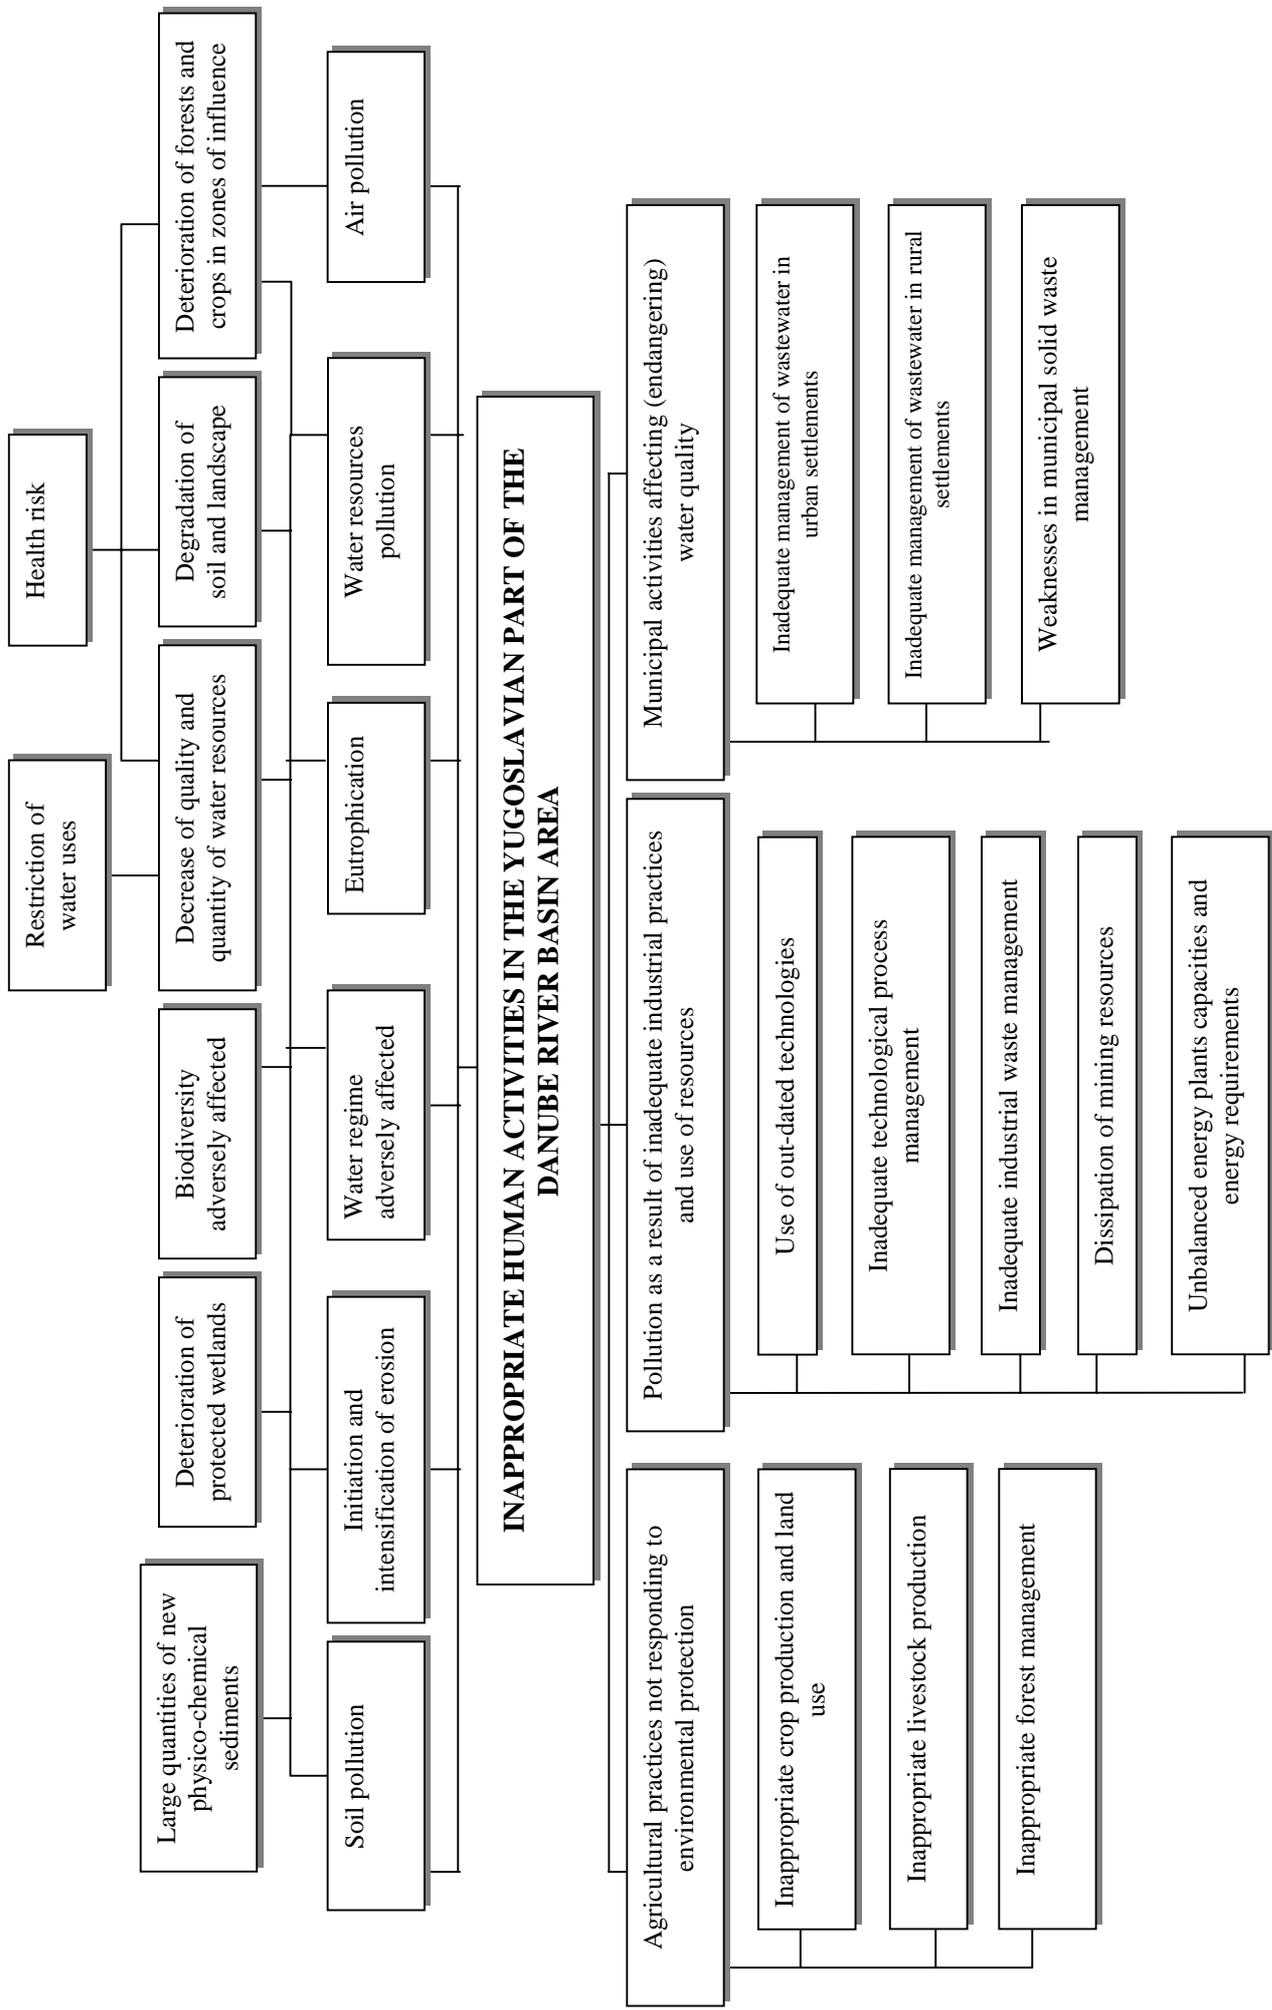 Restriction of
water uses
Health risk
Large quantities of new
physico-chemical
sediments
Deterioration of
protected wetlands
Biodiversity
adversely affected
Decrease of quality and
quantity of water resources
Degradation of
soil and landscape
Deterioration of forests and
crops in zones of influence
Soil pollution
Initiation and
intensification of erosion
Water regime
adversely affected
Eutrophication
Water resources
pollution
Air pollution
INAPPROPRIATE HUMAN ACTIVITIES IN THE YUGOSLAVIAN PART OF THE
DANUBE RIVER BASIN AREA
Agricultural practices not responding to
environmental protection
Inappropriate crop production and land
use
Inappropriate livestock production
Inappropriate forest management
Pollution as a result of inadequate industrial practices
and use of resources
Use of out-dated technologies
Inadequate technological process
management
Inadequate industrial waste management
Dissipation of mining resources
Unbalanced energy plants capacities and
energy requirements
Municipal activities affecting (endangering)
water quality
Inadequate management of wastewater in
urban settlements
Inadequate management of wastewater in rural
settlements
Weaknesses in municipal solid waste
management